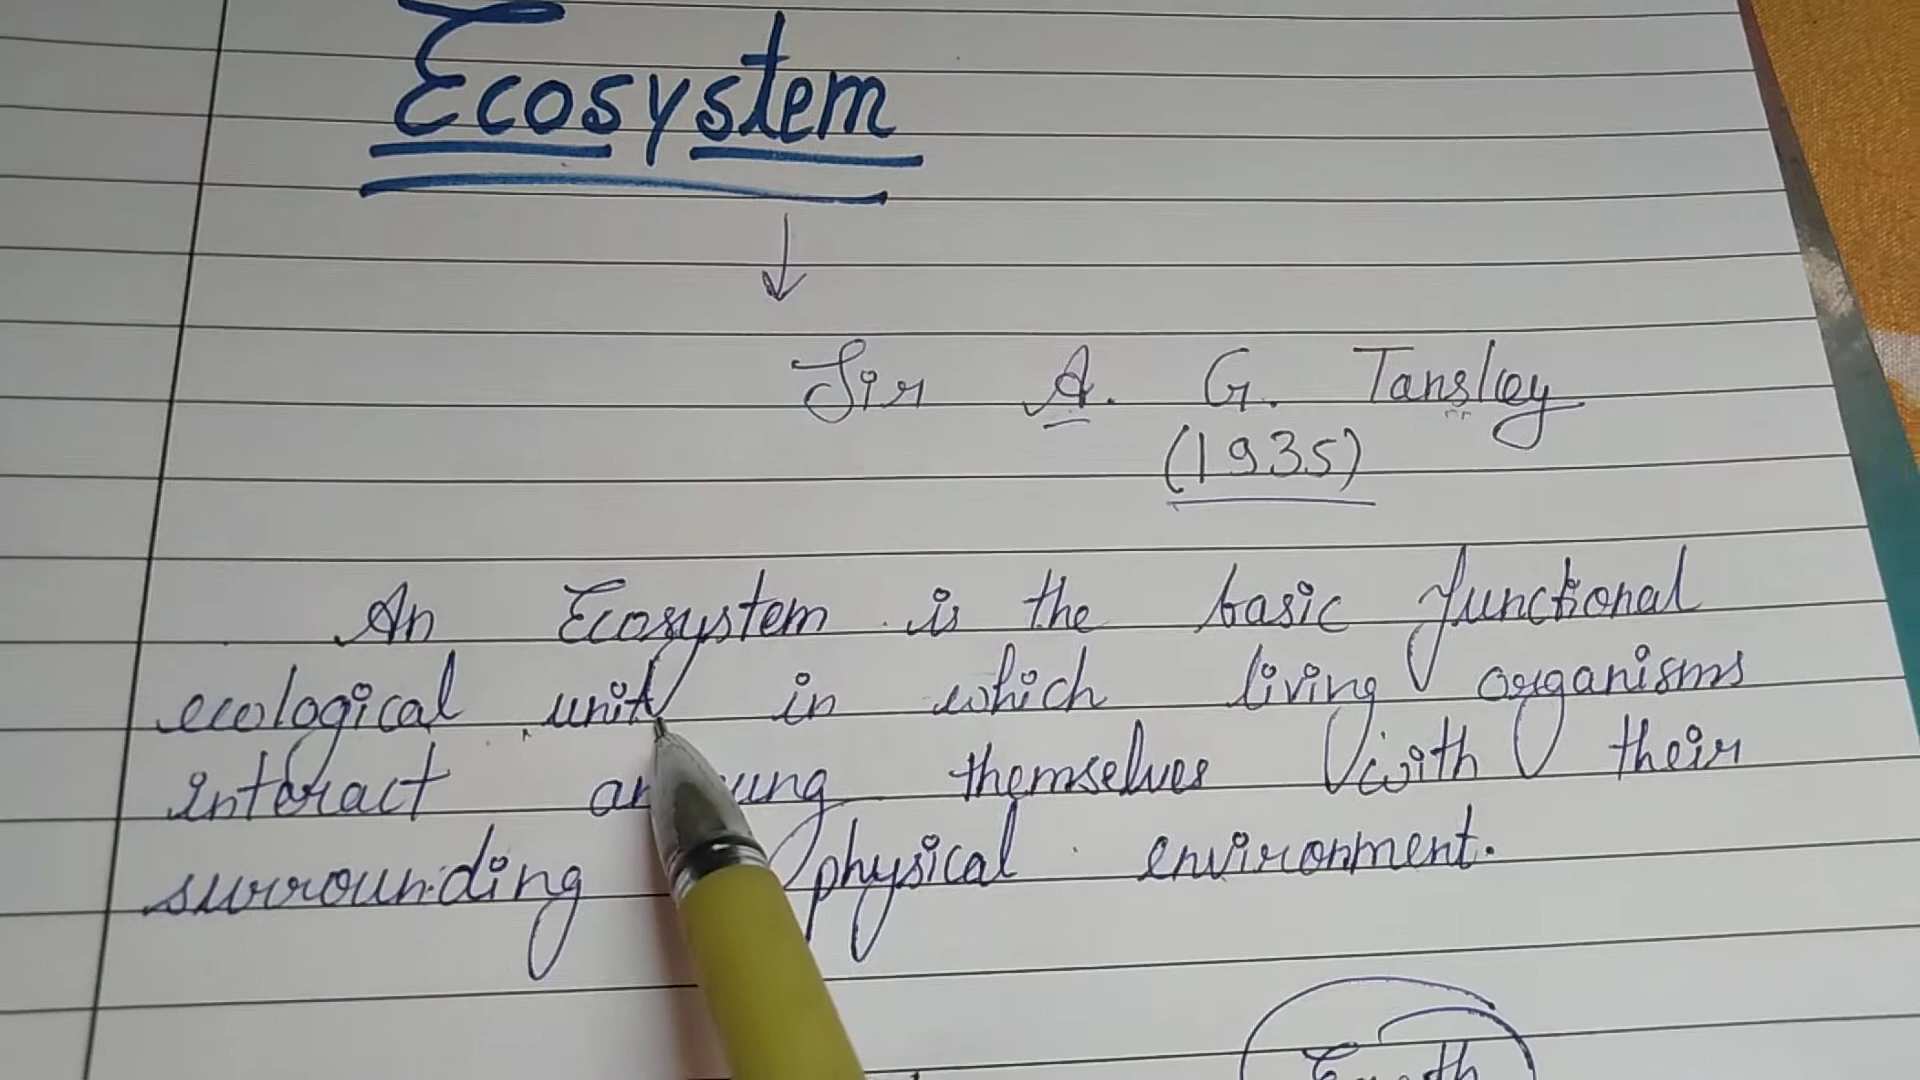 Ecosystem
Sir A. G. Tansley
(1935)
An Ecosystem is the basic functional
ecological unit in which living organisms
interact themselves with their
surrounding physical environment.
Earth